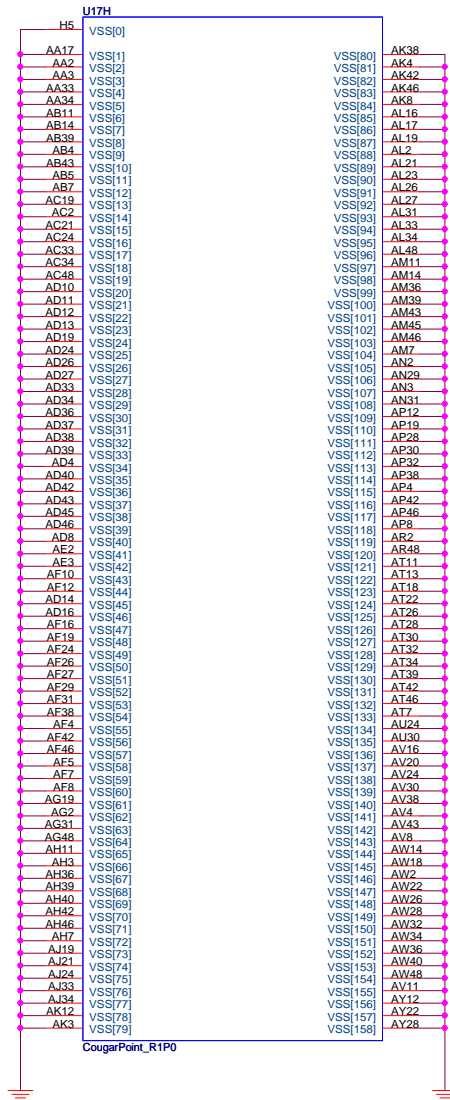 U17H
H5 VSS[0]
AA17 VSS[1] VSS[80] AK38
AA2 VSS[2] VSS[81] AK4
AA3 VSS[3] VSS[82] AK42
AA33 VSS[4] VSS[83] AK46
AA34 VSS[5] VSS[84] AK8
AB11 VSS[6] VSS[85] AL16
AB14 VSS[7] VSS[86] AL17
AB39 VSS[8] VSS[87] AL19
AB4 VSS[9] VSS[88] AL2
AB43 VSS[10] VSS[89] AL21
AB5 VSS[11] VSS[90] AL23
AB7 VSS[12] VSS[91] AL26
AC19 VSS[13] VSS[92] AL27
AC2 VSS[14] VSS[93] AL31
AC21 VSS[15] VSS[94] AL33
AC24 VSS[16] VSS[95] AL34
AC33 VSS[17] VSS[96] AL48
AC34 VSS[18] VSS[97] AM11
AC48 VSS[19] VSS[98] AM14
AD10 VSS[20] VSS[99] AM36
AD11 VSS[21] VSS[100] AM39
AD12 VSS[22] VSS[101] AM43
AD13 VSS[23] VSS[102] AM45
AD19 VSS[24] VSS[103] AM46
AD24 VSS[25] VSS[104] AM7
AD26 VSS[26] VSS[105] AN2
AD27 VSS[27] VSS[106] AN29
AD33 VSS[28] VSS[107] AN3
AD34 VSS[29] VSS[108] AN31
AD36 VSS[30] VSS[109] AP12
AD37 VSS[31] VSS[110] AP19
AD38 VSS[32] VSS[111] AP28
AD39 VSS[33] VSS[112] AP30
AD4 VSS[34] VSS[113] AP32
AD40 VSS[35] VSS[114] AP38
AD42 VSS[36] VSS[115] AP4
AD43 VSS[37] VSS[116] AP42
AD45 VSS[38] VSS[117] AP46
AD46 VSS[39] VSS[118] AP8
AD8 VSS[40] VSS[119] AR2
AE2 VSS[41] VSS[120] AR48
AE3 VSS[42] VSS[121] AT11
AF10 VSS[43] VSS[122] AT13
AF12 VSS[44] VSS[123] AT18
AD14 VSS[45] VSS[124] AT22
AD16 VSS[46] VSS[125] AT26
AF16 VSS[47] VSS[126] AT28
AF19 VSS[48] VSS[127] AT30
AF24 VSS[49] VSS[128] AT32
AF26 VSS[50] VSS[129] AT34
AF27 VSS[51] VSS[130] AT39
AF29 VSS[52] VSS[131] AT42
AF31 VSS[53] VSS[132] AT46
AF38 VSS[54] VSS[133] AT7
AF4 VSS[55] VSS[134] AU24
AF42 VSS[56] VSS[135] AU30
AF46 VSS[57] VSS[136] AV16
AF5 VSS[58] VSS[137] AV20
AF7 VSS[59] VSS[138] AV24
AF8 VSS[60] VSS[139] AV30
AG19 VSS[61] VSS[140] AV38
AG2 VSS[62] VSS[141] AV4
AG31 VSS[63] VSS[142] AV43
AG48 VSS[64] VSS[143] AV8
AH11 VSS[65] VSS[144] AW14
AH3 VSS[66] VSS[145] AW18
AH36 VSS[67] VSS[146] AW2
AH39 VSS[68] VSS[147] AW22
AH40 VSS[69] VSS[148] AW26
AH42 VSS[70] VSS[149] AW28
AH46 VSS[71] VSS[150] AW32
AH7 VSS[72] VSS[151] AW34
AJ19 VSS[73] VSS[152] AW36
AJ21 VSS[74] VSS[153] AW40
AJ24 VSS[75] VSS[154] AW48
AJ33 VSS[76] VSS[155] AV11
AJ34 VSS[77] VSS[156] AY12
AK12 VSS[78] VSS[157] AY22
AK3 VSS[79] VSS[158] AY28
CougarPoint_R1P0